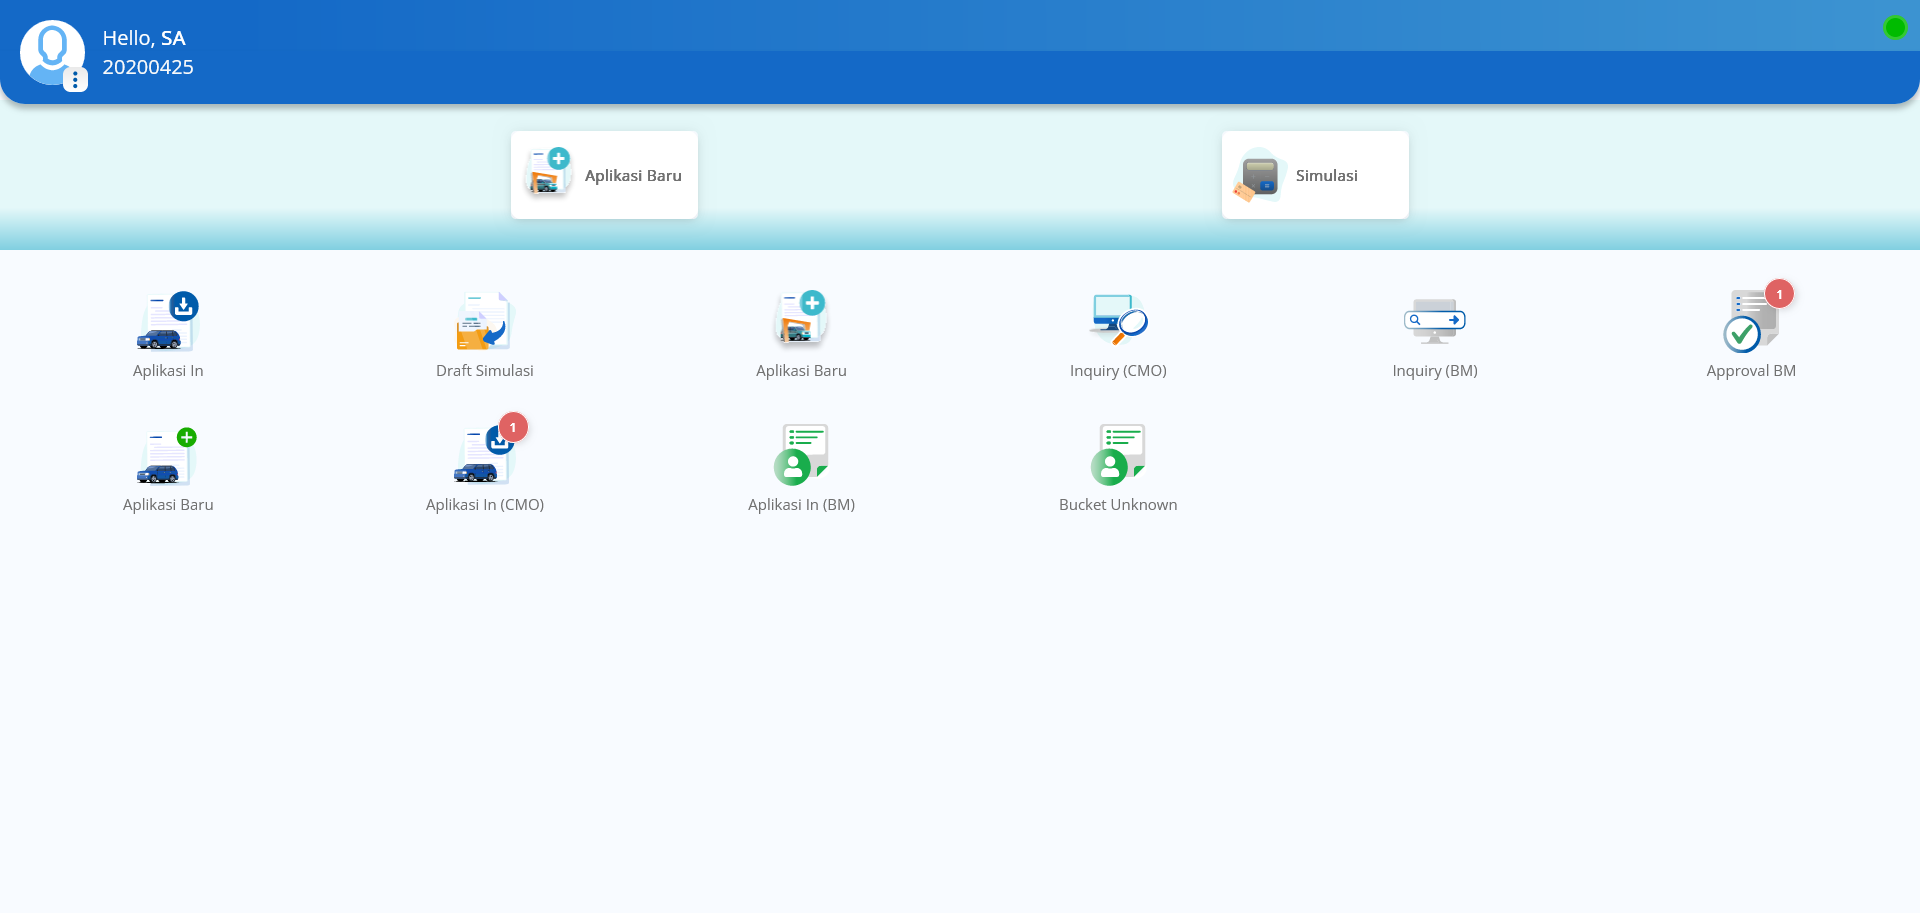 Hello, SA
20200425
Aplikasi Baru
Simulasi
1
Aplikasi In
Draft Simulasi
Aplikasi Baru
Inquiry (CMO)
Inquiry (BM)
Approval BM
1
Aplikasi Baru
Aplikasi In (CMO)
Aplikasi In (BM)
Bucket Unknown